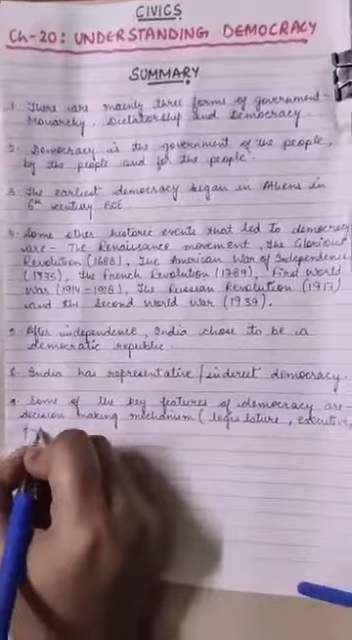 CIVICS
Ch-20: UNDERSTANDING DEMOCRACY
SUMMARY
1. There are mainly three forms of government -
Monarchy, Dictatorship and Democracy.
2. Democracy is the government of the people,
by the people and for the people.
3. The earliest democracy began in Athens in
6th century BCE
4. Some other historic events that led to democracy
are - The Renaissance movement, The Glorious
Revolution (1688), The American War of Independence
(1775), The French Revolution (1789), First World
War (1914-1918), The Russian Revolution (1917)
and the Second World War (1939).
5. After independence, India chose to be a
democratic republic.
6. India has representative/indirect democracy.
Some of the key features of democracy are -
decision making mechanism (legislature, executive,